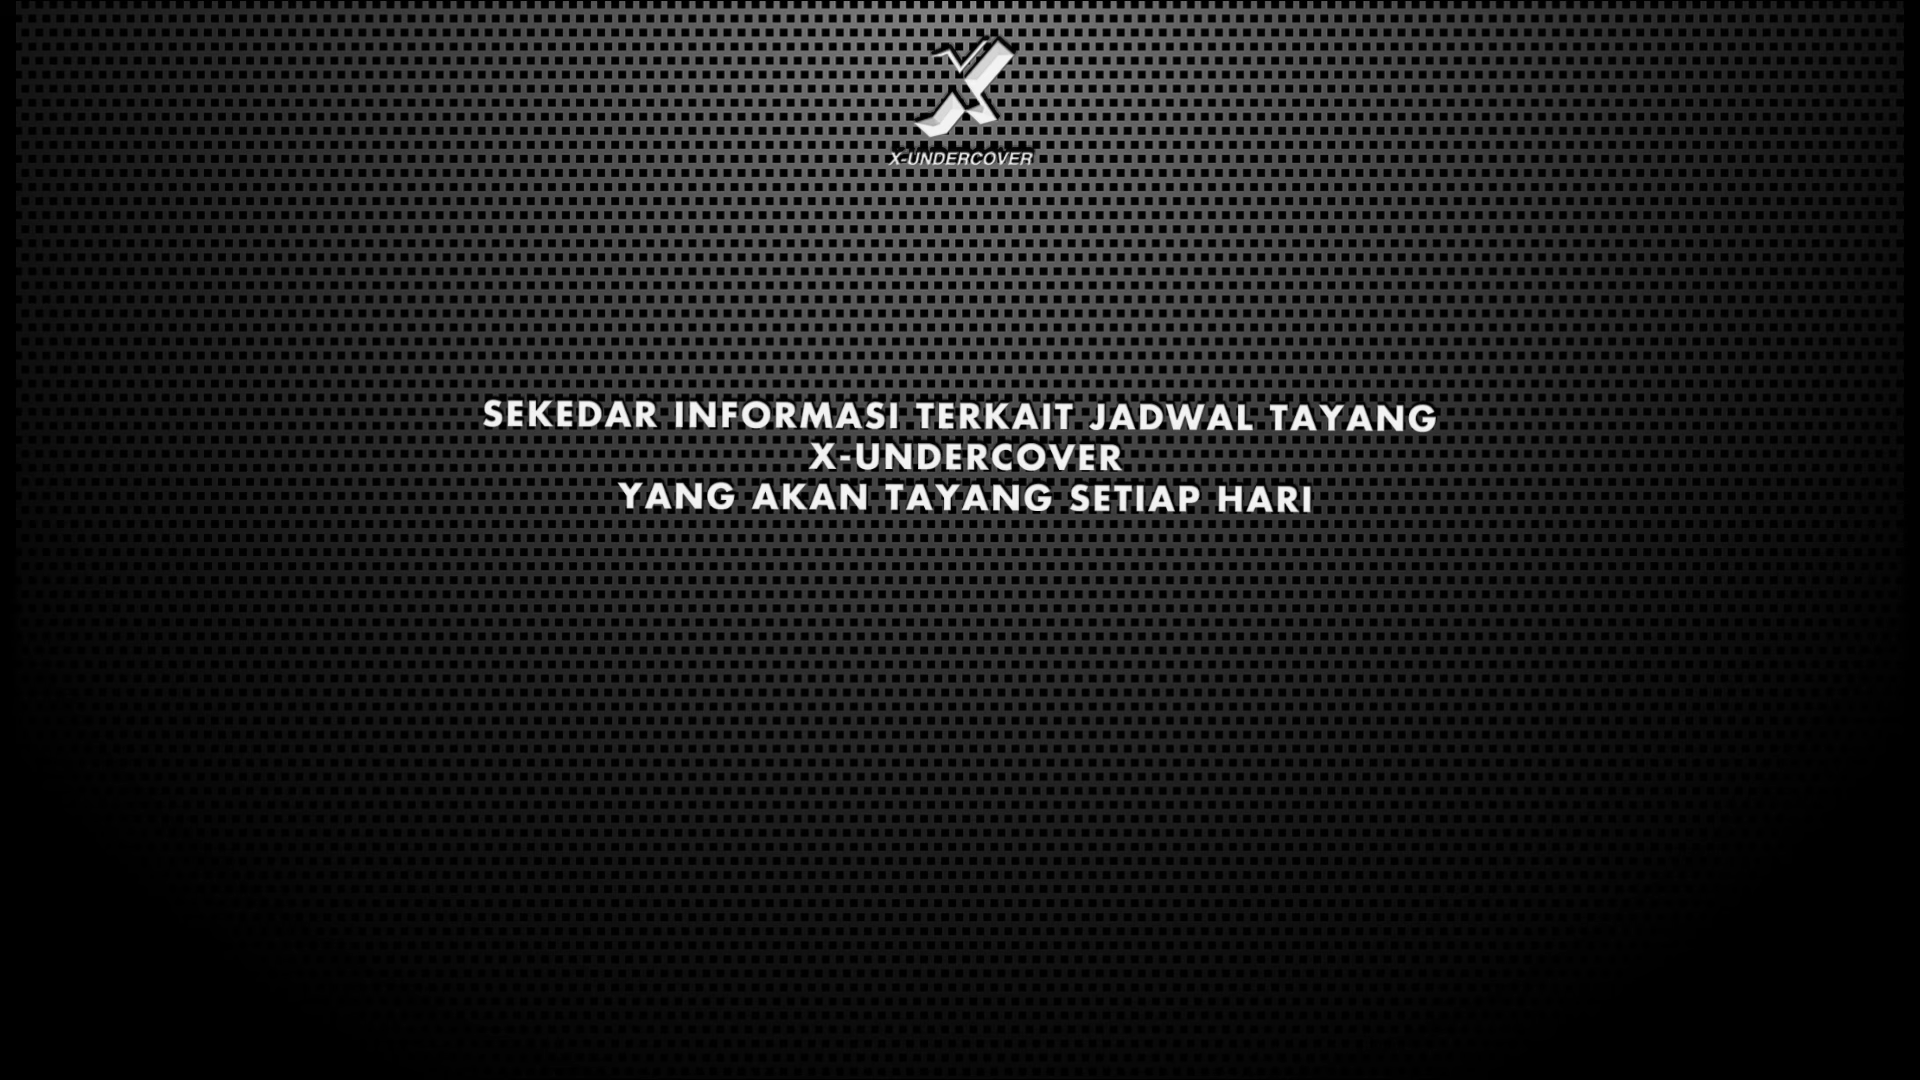 X-UNDERCOVER
SEKEDAR INFORMASI TERKAIT JADWAL TAYANG
X-UNDERCOVER
YANG AKAN TAYANG SETIAP HARI